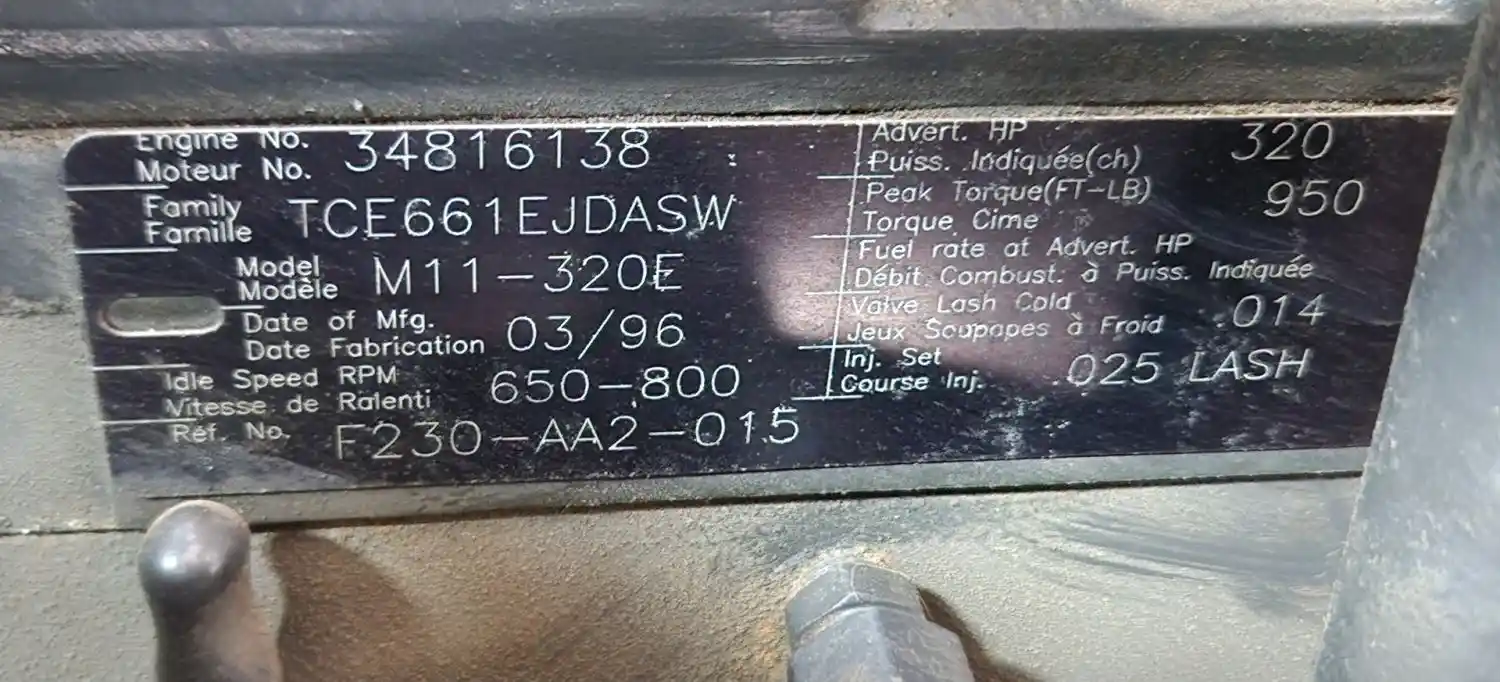 Engine No. 34816138
Moteur No.
Family TCE661EJDASW
Famille
Model M11-320E
Modèle
Date of Mfg. 03/96
Date Fabrication
Idle Speed RPM 650-800
Vitesse de Ralenti
Réf. No. F230-AA2-015
Advert. HP 320
Puiss. Indiquée(ch)
Peak Torque(FT-LB) 950
Torque Cime
Fuel rate at Advert. HP
Débit Combust. à Puiss. Indiquée
Valve Lash Cold .014
Jeux Soupapes à Froid
Inj. Set .025 LASH
Course Inj.